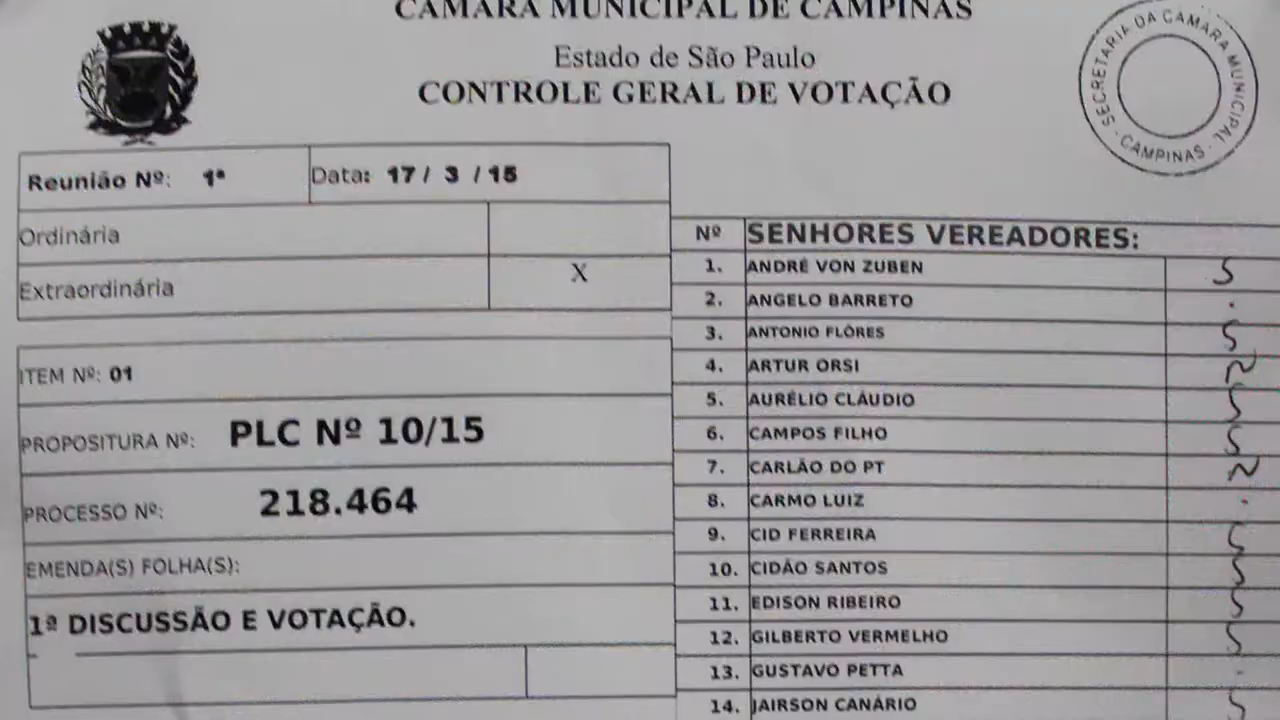 CÂMARA MUNICIPAL DE CAMPINAS
Estado de São Paulo
CONTROLE GERAL DE VOTAÇÃO
SECRETARIA DA CÂMARA MUNICIPAL - CAMPINAS -
Reunião Nº: 1ª Data: 17 / 3 / 15
Ordinária
Extraordinária X
ITEM Nº: 01
PROPOSITURA Nº: PLC Nº 10/15
PROCESSO Nº: 218.464
EMENDA(S) FOLHA(S):
1ª DISCUSSÃO E VOTAÇÃO.
Nº SENHORES VEREADORES:
1. ANDRÉ VON ZUBEN S
2. ANGELO BARRETO .
3. ANTONIO FLÔRES S
4. ARTUR ORSI N
5. AURÉLIO CLÁUDIO S
6. CAMPOS FILHO S
7. CARLÃO DO PT N
8. CARMO LUIZ -
9. CID FERREIRA S
10. CIDÃO SANTOS S
11. EDISON RIBEIRO S
12. GILBERTO VERMELHO S
13. GUSTAVO PETTA -
14. JAIRSON CANÁRIO S